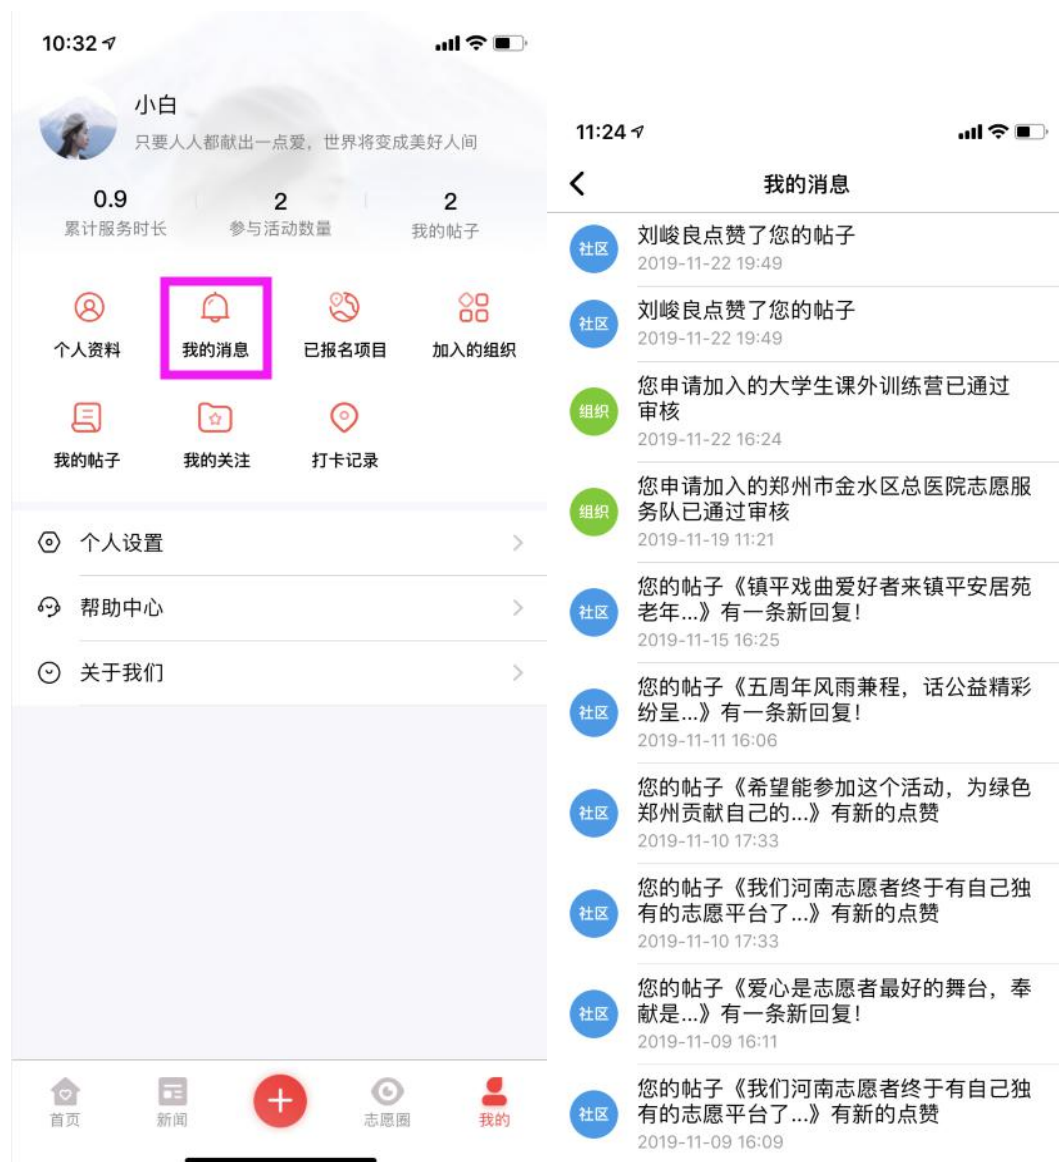 10:32
小白
只要人人都献出一点爱，世界将变成美好人间
0.9
2
2
累计服务时长
参与活动数量
我的帖子
个人资料
我的消息
已报名项目
加入的组织
我的帖子
我的关注
打卡记录
个人设置
帮助中心
关于我们
首页
新闻
志愿圈
我的
11:24
我的消息
社区
刘峻良点赞了您的帖子
2019-11-22 19:49
社区
刘峻良点赞了您的帖子
2019-11-22 19:49
组织
您申请加入的大学生课外训练营已通过
审核
2019-11-22 16:24
组织
您申请加入的郑州市金水区总医院志愿服
务队已通过审核
2019-11-19 11:21
社区
您的帖子《镇平戏曲爱好者来镇平安居苑
老年...》有一条新回复！
2019-11-15 16:25
社区
您的帖子《五周年风雨兼程，话公益精彩
纷呈...》有一条新回复！
2019-11-11 16:06
社区
您的帖子《希望能参加这个活动，为绿色
郑州贡献自己的...》有新的点赞
2019-11-10 17:33
社区
您的帖子《我们河南志愿者终于有自己独
有的志愿平台了...》有新的点赞
2019-11-10 17:33
社区
您的帖子《爱心是志愿者最好的舞台，奉
献是...》有一条新回复！
2019-11-09 16:11
社区
您的帖子《我们河南志愿者终于有自己独
有的志愿平台了...》有新的点赞
2019-11-09 16:09